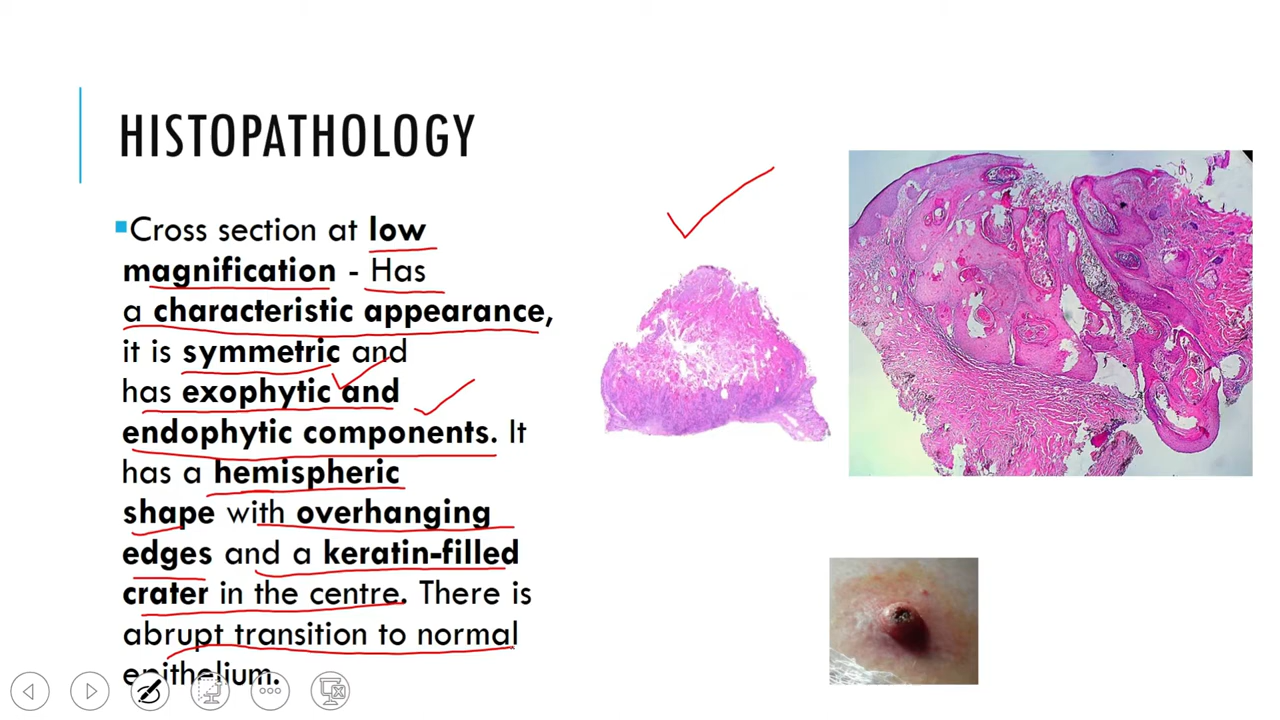 HISTOPATHOLOGY
Cross section at low
magnification - Has
a characteristic appearance,
it is symmetric and
has exophytic and
endophytic components. It
has a hemispheric
shape with overhanging
edges and a keratin-filled
crater in the centre. There is
abrupt transition to normal
epithelium.